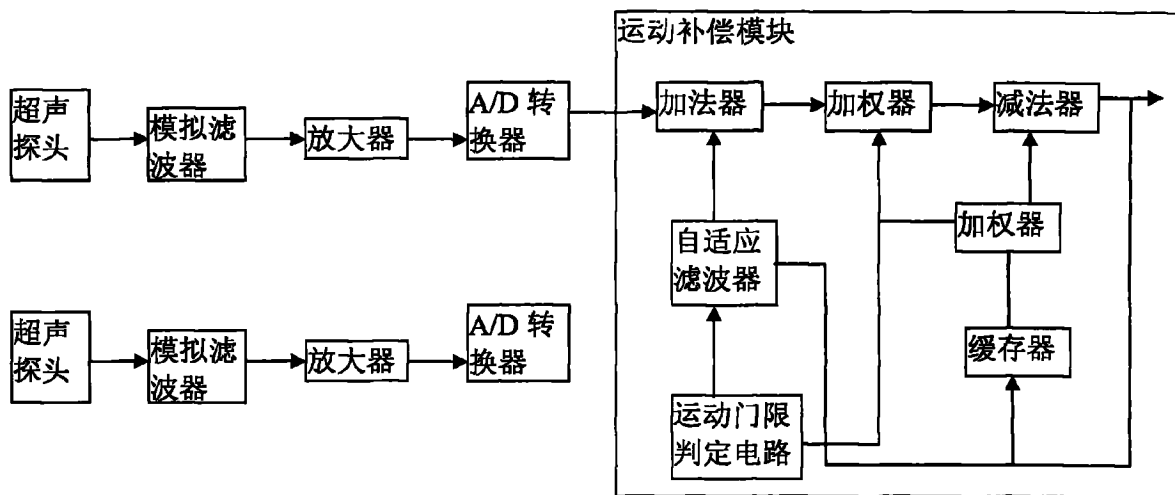 运动补偿模块
超声
探头
模拟滤
波器
放大器
A/D 转
换器
加法器
加权器
减法器
加权器
自适应
滤波器
缓存器
运动门限
判定电路
超声
探头
模拟滤
波器
放大器
A/D 转
换器